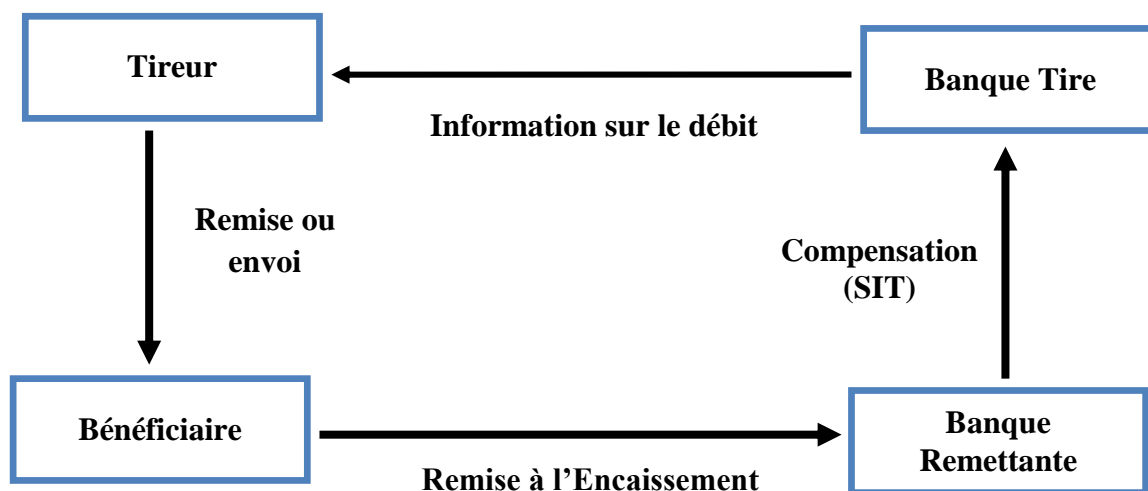 Tireur
Banque Tire
Information sur le débit
Remise ou
envoi
Compensation
(SIT)
Bénéficiaire
Banque
Remettante
Remise à l’Encaissement